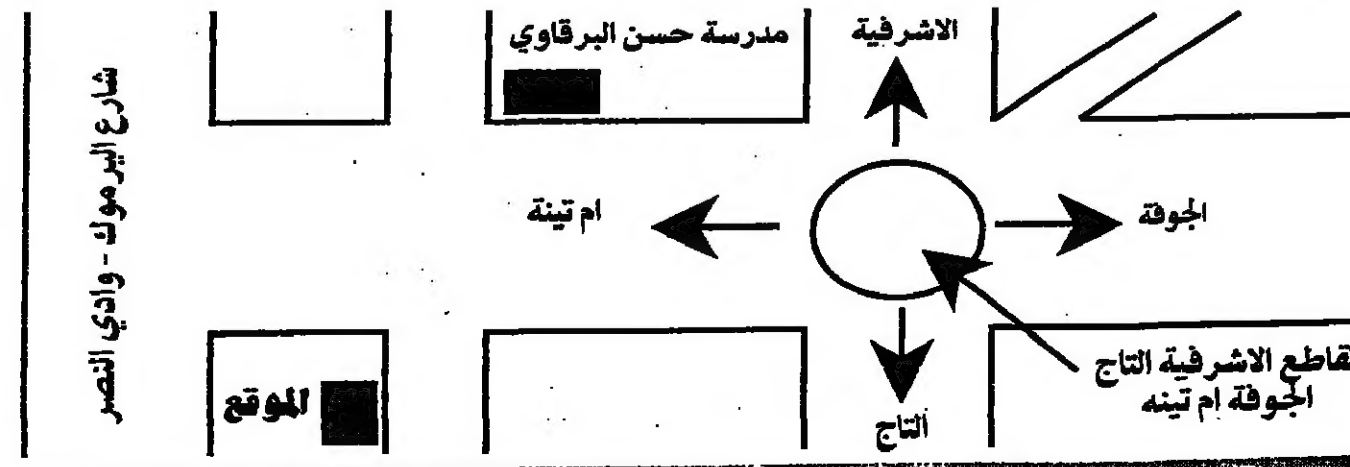 مدرسة حسن البرقاوي
الاشرفية
شارع اليرموك - وادي النصر
ام تينة
الجوفة
الموقع
التاج
تقاطع الاشرفية التاج
الجوفة ام تينه